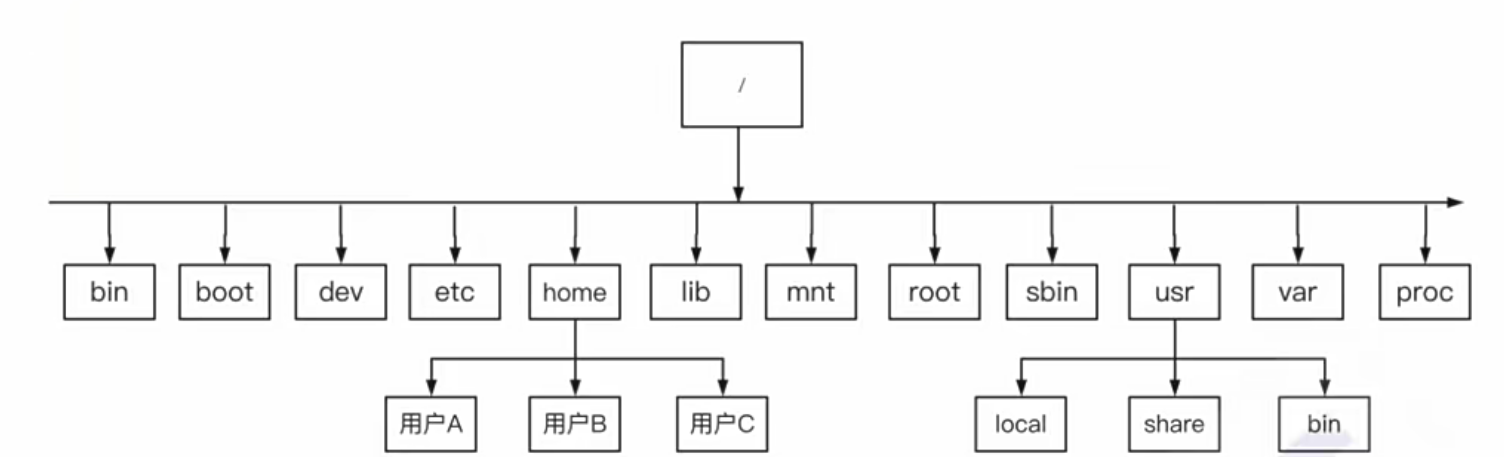 /
bin boot dev etc home lib mnt root sbin usr var proc
用户A 用户B 用户C local share bin